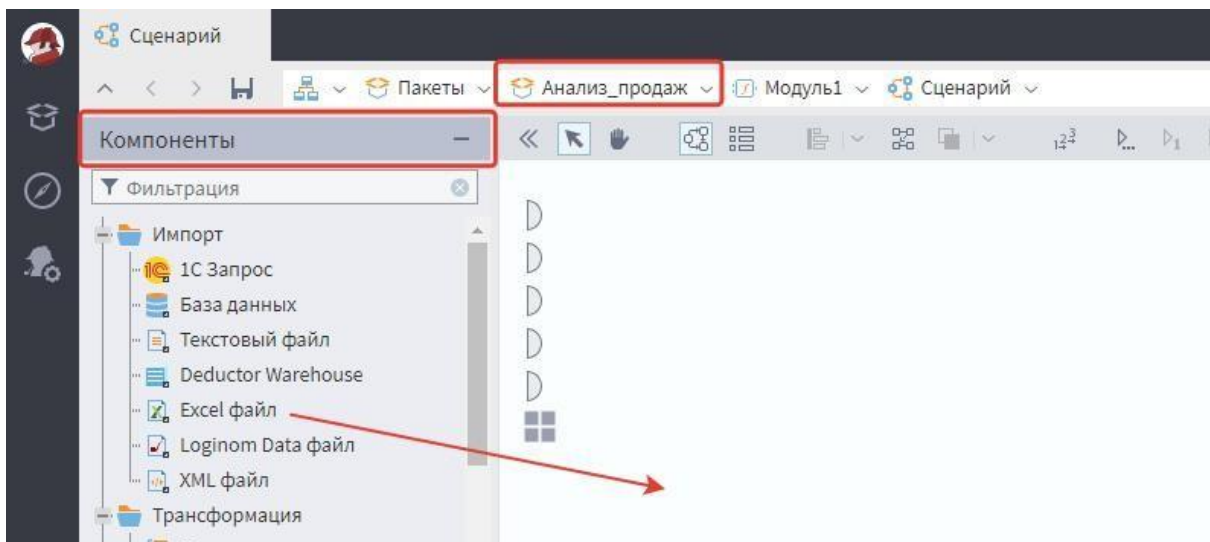 Сценарий
Пакеты Анализ_продаж Модуль1 Сценарий
Компоненты
Фильтрация
Импорт
1С 1С Запрос
База данных
Текстовый файл
Deductor Warehouse
Excel файл
Loginom Data файл
XML файл
Трансформация